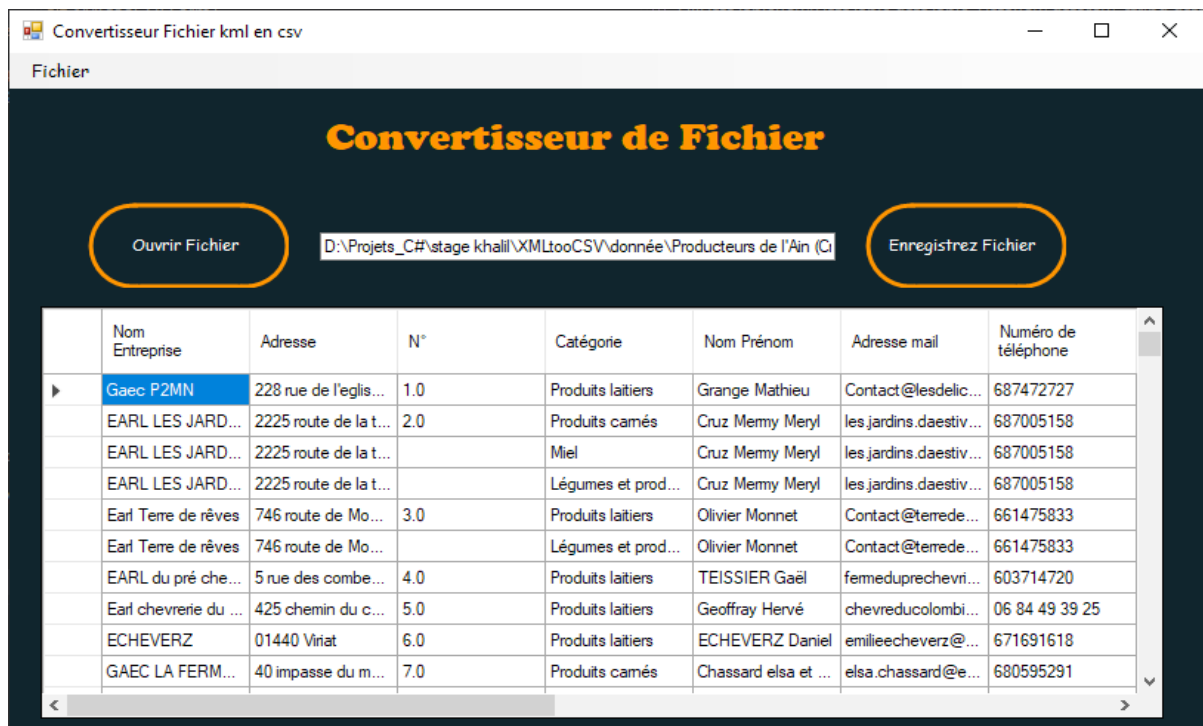 Convertisseur Fichier kml en csv
Fichier
Convertisseur de Fichier
Ouvrir Fichier
D:\Projets_C#\stage khalil\XMLtooCSV\donnée\Producteurs de l'Ain (Cr
Enregistrez Fichier
Nom Entreprise Adresse N° Catégorie Nom Prénom Adresse mail Numéro de téléphone
Gaec P2MN 228 rue de l'eglis... 1.0 Produits laitiers Grange Mathieu Contact@lesdelic... 687472727
EARL LES JARD... 2225 route de la t... 2.0 Produits carnés Cruz Mermy Meryl les.jardins.daestiv... 687005158
EARL LES JARD... 2225 route de la t... Miel Cruz Mermy Meryl les.jardins.daestiv... 687005158
EARL LES JARD... 2225 route de la t... Légumes et prod... Cruz Mermy Meryl les.jardins.daestiv... 687005158
Earl Terre de rêves 746 route de Mo... 3.0 Produits laitiers Olivier Monnet Contact@terrede... 661475833
Earl Terre de rêves 746 route de Mo... Légumes et prod... Olivier Monnet Contact@terrede... 661475833
EARL du pré che... 5 rue des combe... 4.0 Produits laitiers TEISSIER Gaël fermeduprechevri... 603714720
Earl chevrerie du ... 425 chemin du c... 5.0 Produits laitiers Geoffray Hervé chevreducolombi... 06 84 49 39 25
ECHEVERZ 01440 Viriat 6.0 Produits laitiers ECHEVERZ Daniel emilieecheverz@... 671691618
GAEC LA FERM... 40 impasse du m... 7.0 Produits carnés Chassard elsa et ... elsa.chassard@e... 680595291